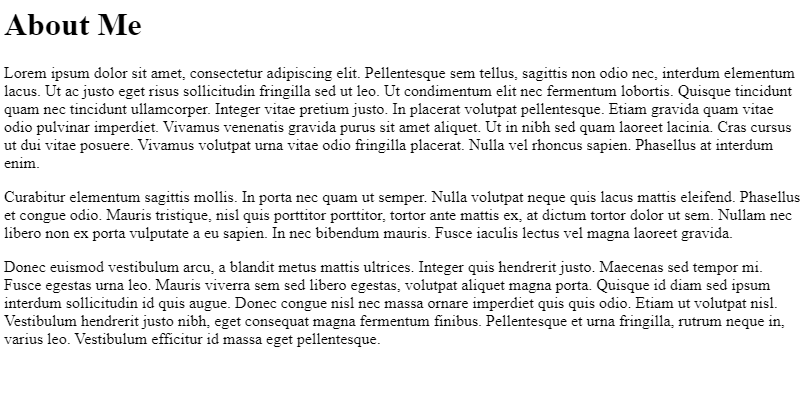 About Me
Lorem ipsum dolor sit amet, consectetur adipiscing elit. Pellentesque sem tellus, sagittis non odio nec, interdum elementum
lacus. Ut ac justo eget risus sollicitudin fringilla sed ut leo. Ut condimentum elit nec fermentum lobortis. Quisque tincidunt
quam nec tincidunt ullamcorper. Integer vitae pretium justo. In placerat volutpat pellentesque. Etiam gravida quam vitae
odio pulvinar imperdiet. Vivamus venenatis gravida purus sit amet aliquet. Ut in nibh sed quam laoreet lacinia. Cras cursus
ut dui vitae posuere. Vivamus volutpat urna vitae odio fringilla placerat. Nulla vel rhoncus sapien. Phasellus at interdum
enim.
Curabitur elementum sagittis mollis. In porta nec quam ut semper. Nulla volutpat neque quis lacus mattis eleifend. Phasellus
et congue odio. Mauris tristique, nisl quis porttitor porttitor, tortor ante mattis ex, at dictum tortor dolor ut sem. Nullam nec
libero non ex porta vulputate a eu sapien. In nec bibendum mauris. Fusce iaculis lectus vel magna laoreet gravida.
Donec euismod vestibulum arcu, a blandit metus mattis ultrices. Integer quis hendrerit justo. Maecenas sed tempor mi.
Fusce egestas urna leo. Mauris viverra sem sed libero egestas, volutpat aliquet magna porta. Quisque id diam sed ipsum
interdum sollicitudin id quis augue. Donec congue nisl nec massa ornare imperdiet quis quis odio. Etiam ut volutpat nisl.
Vestibulum hendrerit justo nibh, eget consequat magna fermentum finibus. Pellentesque et urna fringilla, rutrum neque in,
varius leo. Vestibulum efficitur id massa eget pellentesque.